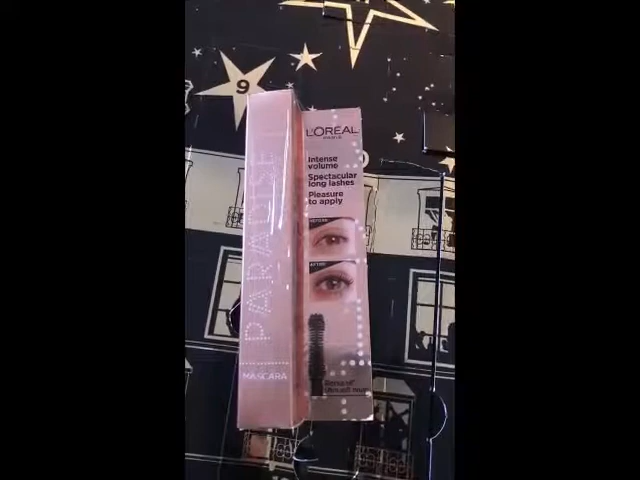 9
L'ORÉAL
PARIS
Intense
volume
Spectacular
long lashes
Pleasure
to apply
BEFORE
AFTER
PARADISE
MASCARA